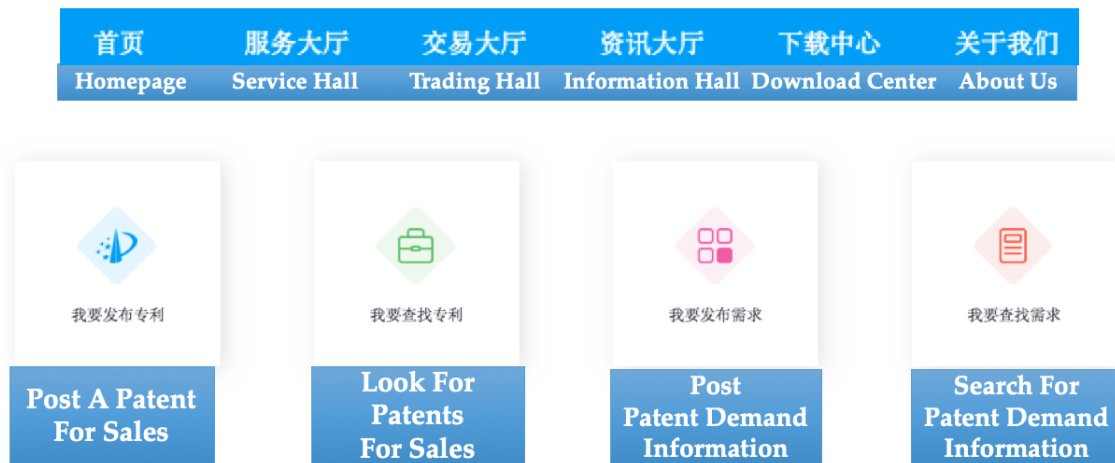 首页 服务大厅 交易大厅 资讯大厅 下载中心 关于我们
Homepage Service Hall Trading Hall Information Hall Download Center About Us
我要发布专利 我要查找专利 我要发布需求 我要查找需求
Post A Patent
For Sales
Look For
Patents
For Sales
Post
Patent Demand
Information
Search For
Patent Demand
Information